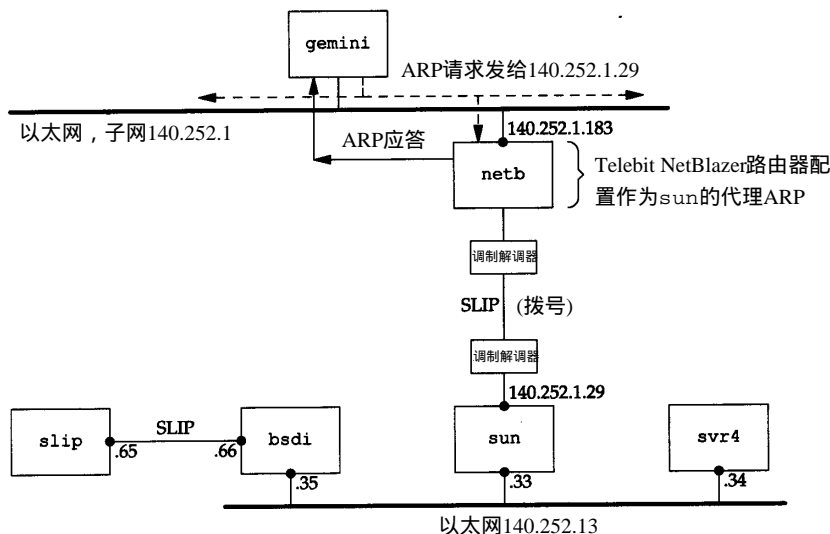 gemini
ARP请求发给140.252.1.29
以太网，子网140.252.1
140.252.1.183
ARP应答
netb
Telebit NetBlazer路由器配
置作为sun的代理ARP
调制解调器
SLIP (拨号)
调制解调器
140.252.1.29
slip
SLIP
.65
.66
bsdi
.35
sun
.33
svr4
.34
以太网140.252.13